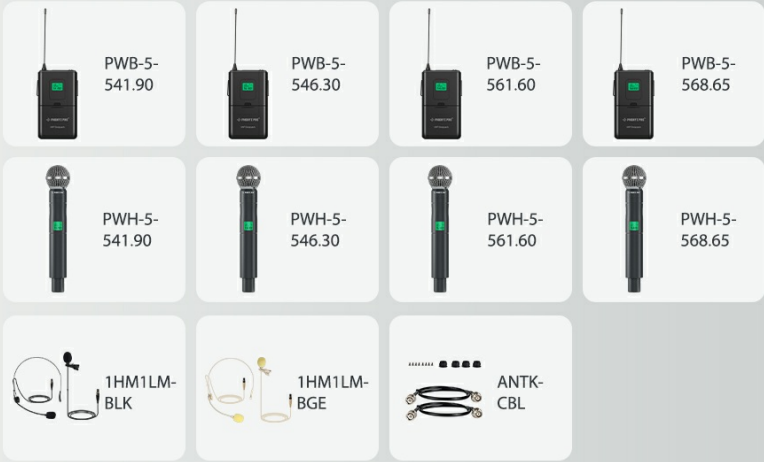 PWB-5-
541.90
PWB-5-
546.30
PWB-5-
561.60
PWB-5-
568.65
PWH-5-
541.90
PWH-5-
546.30
PWH-5-
561.60
PWH-5-
568.65
1HM1LM-
BLK
1HM1LM-
BGE
ANTK-
CBL